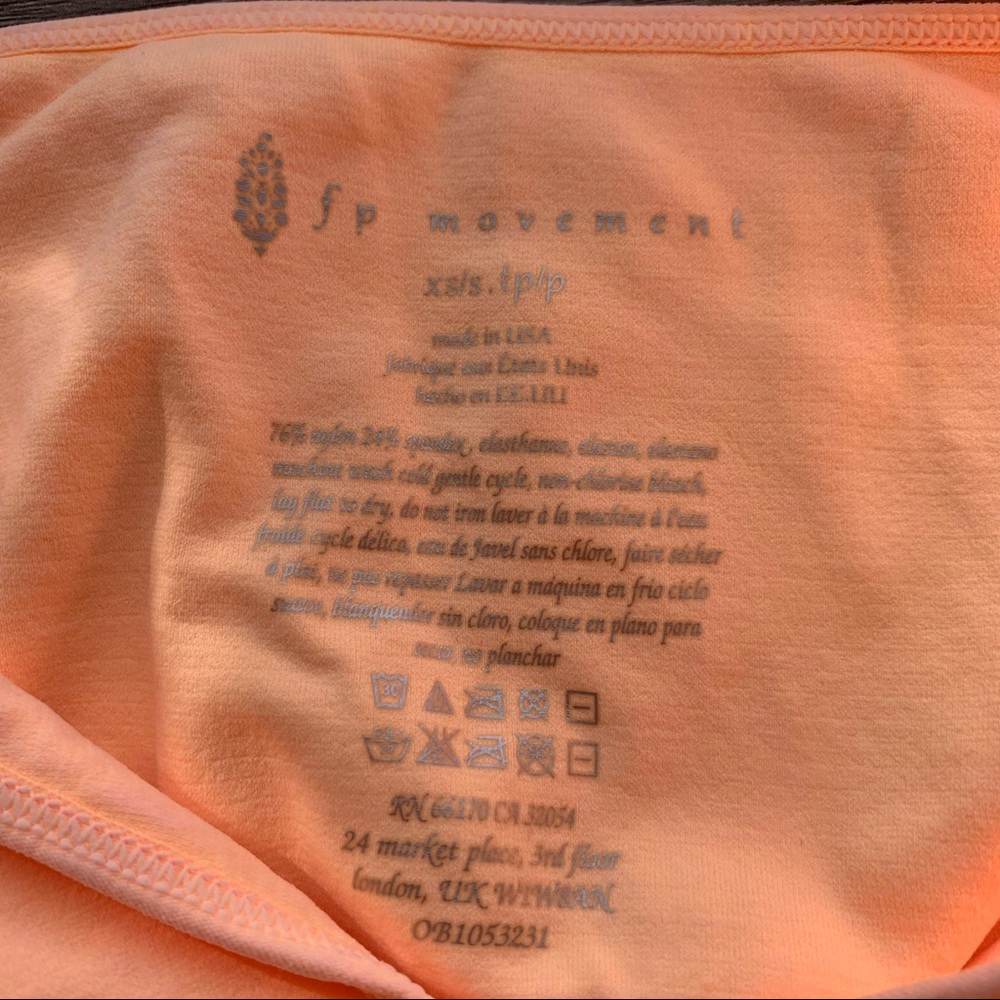 fp movement
xs/s.tp/p
made in USA
fabriqué aux États Unis
hecho en EE.UU
76% nylon 24% spandex, elasthanne, elastan, elastano
machine wash cold gentle cycle, non-chlorine bleach,
lay flat to dry, do not iron laver à la machine à l'eau
froide cycle délica, eau de Javel sans chlore, faire sécher
à plat, ne pas repasser Lavar a máquina en frio ciclo
suave, blanqueador sin cloro, coloque en plano para
secar, no planchar
30
RN 66170 CA 32054
24 market place, 3rd floor
london, UK W1W8AN
OB1053231